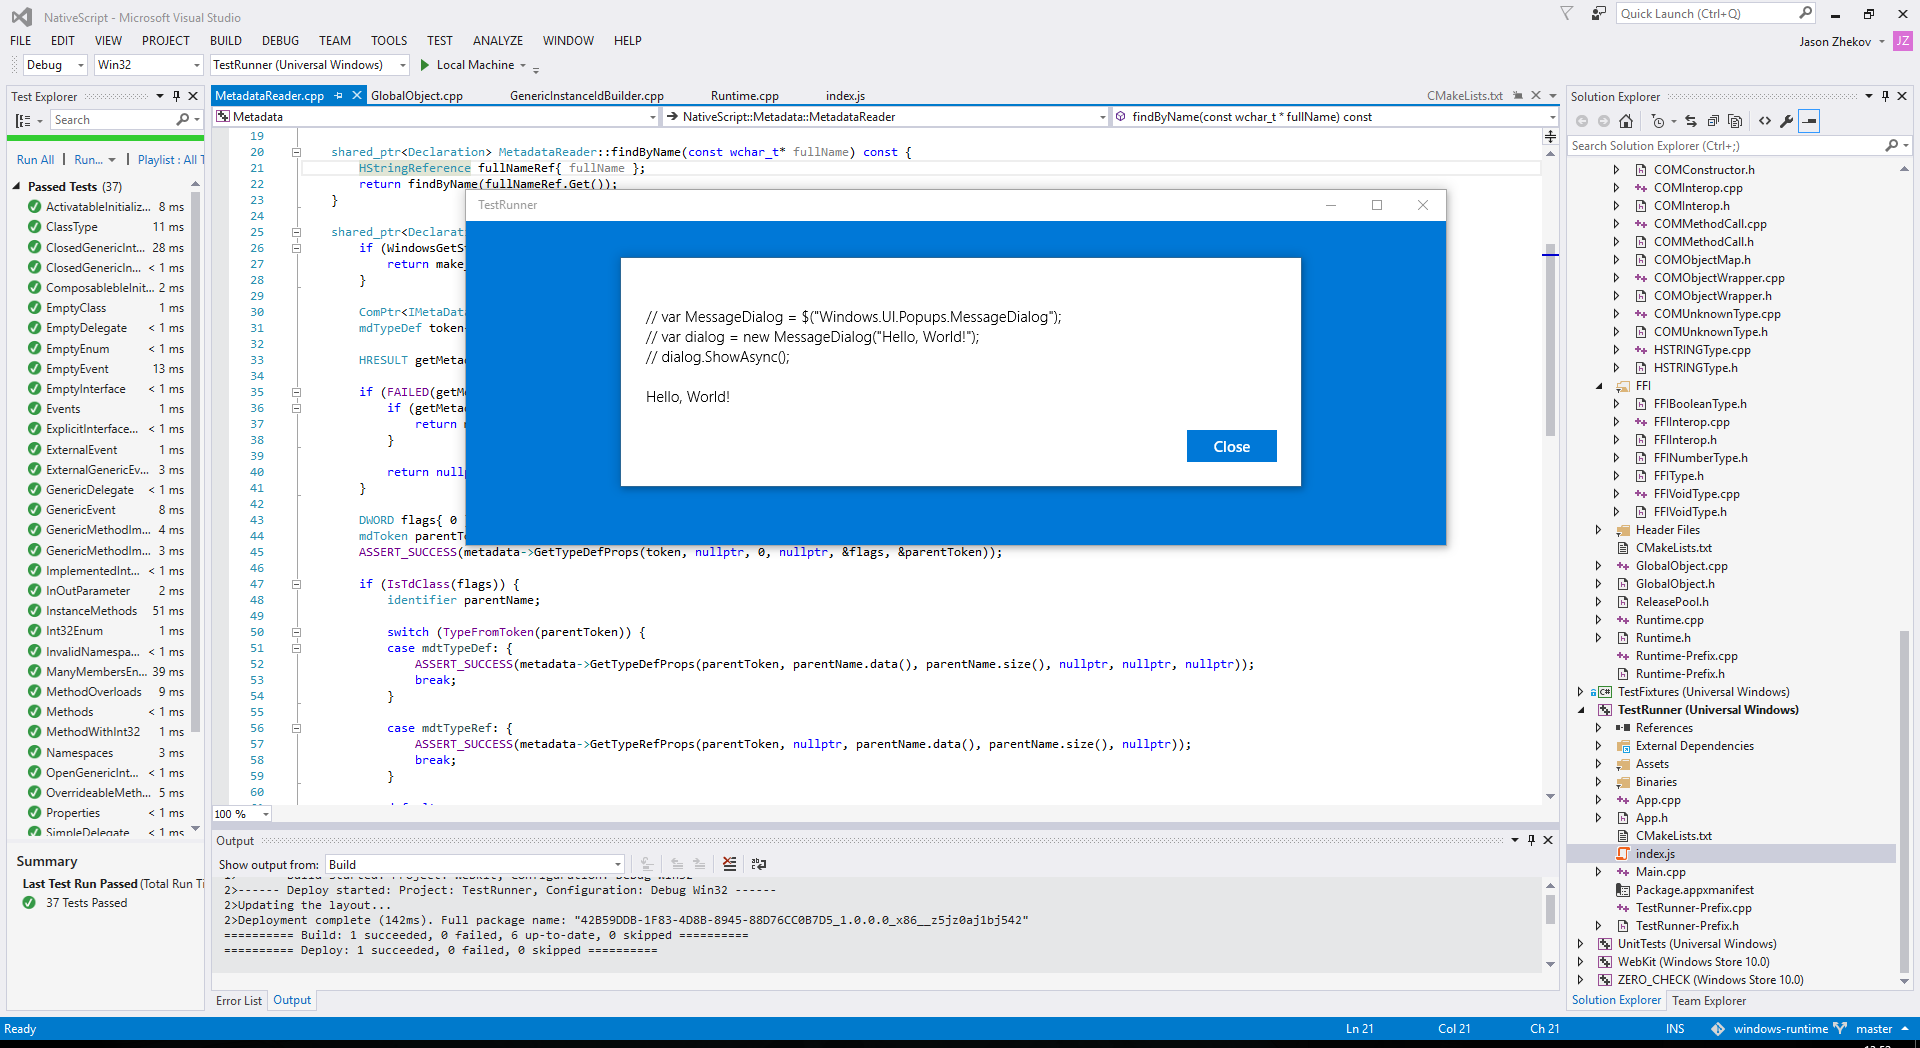 NativeScript - Microsoft Visual Studio
Quick Launch (Ctrl+Q)
FILE EDIT VIEW PROJECT BUILD DEBUG TEAM TOOLS TEST ANALYZE WINDOW HELP
Jason Zhekov JZ
Debug Win32 TestRunner (Universal Windows) Local Machine
Test Explorer
Search
Run All Run... Playlist : All T
Passed Tests (37)
ActivatableInitializ... 8 ms
ClassType 11 ms
ClosedGenericInt... 28 ms
ClosedGenericIn... < 1 ms
ComposablebleInit... 2 ms
EmptyClass 1 ms
EmptyDelegate < 1 ms
EmptyEnum < 1 ms
EmptyEvent 13 ms
EmptyInterface < 1 ms
Events 1 ms
ExplicitInterface... < 1 ms
ExternalEvent 1 ms
ExternalGenericEv... 3 ms
GenericDelegate < 1 ms
GenericEvent 8 ms
GenericMethodIm... 4 ms
GenericMethodIm... 3 ms
ImplementedInt... < 1 ms
InOutParameter 2 ms
InstanceMethods 51 ms
Int32Enum 1 ms
InvalidNamespa... < 1 ms
ManyMembersEn... 39 ms
MethodOverloads 9 ms
Methods < 1 ms
MethodWithInt32 1 ms
Namespaces 3 ms
OpenGenericInt... < 1 ms
OverrideableMeth... 5 ms
Properties < 1 ms
SimpleDelegate < 1 ms
Summary
Last Test Run Passed (Total Run Ti
37 Tests Passed
MetadataReader.cpp GlobalObject.cpp GenericInstanceIdBuilder.cpp Runtime.cpp index.js CMakeLists.txt
Metadata NativeScript::Metadata::MetadataReader findByName(const wchar_t * fullName) const
19
20 shared_ptr<Declaration> MetadataReader::findByName(const wchar_t* fullName) const {
21 HStringReference fullNameRef{ fullName };
22 return findByName(fullNameRef.Get());
23 }
24
25 shared_ptr<Declarat
26 if (WindowsGetS
27 return make_
28 }
29
30 ComPtr<IMetaDat
31 mdTypeDef token
32
33 HRESULT getMeta
34
35 if (FAILED(getM
36 if (getMeta
37 return
38 }
39
40 return null
41 }
42
43 DWORD flags{ 0
44 mdToken parentT
45 ASSERT_SUCCESS(metadata->GetTypeDefProps(token, nullptr, 0, nullptr, &flags, &parentToken));
46
47 if (IsTdClass(flags)) {
48 identifier parentName;
49
50 switch (TypeFromToken(parentToken)) {
51 case mdtTypeDef: {
52 ASSERT_SUCCESS(metadata->GetTypeDefProps(parentToken, parentName.data(), parentName.size(), nullptr, nullptr, nullptr));
53 break;
54 }
55
56 case mdtTypeRef: {
57 ASSERT_SUCCESS(metadata->GetTypeRefProps(parentToken, nullptr, parentName.data(), parentName.size(), nullptr));
58 break;
59 }
60
100 %
TestRunner
// var MessageDialog = $("Windows.UI.Popups.MessageDialog");
// var dialog = new MessageDialog("Hello, World!");
// dialog.ShowAsync();
Hello, World!
Close
Output
Show output from: Build
2>------ Deploy started: Project: TestRunner, Configuration: Debug Win32 ------
2>Updating the layout...
2>Deployment complete (142ms). Full package name: "42B59DDB-1F83-4D8B-8945-88D76CC0B7D5_1.0.0.0_x86__z5jz0aj1bj542"
========== Build: 1 succeeded, 0 failed, 6 up-to-date, 0 skipped ==========
========== Deploy: 1 succeeded, 0 failed, 0 skipped ==========
Error List Output
Solution Explorer
Search Solution Explorer (Ctrl+;)
COMConstructor.h
COMInterop.cpp
COMInterop.h
COMMethodCall.cpp
COMMethodCall.h
COMObjectMap.h
COMObjectWrapper.cpp
COMObjectWrapper.h
COMUnknownType.cpp
COMUnknownType.h
HSTRINGType.cpp
HSTRINGType.h
FFI
FFIBooleanType.h
FFIInterop.cpp
FFIInterop.h
FFINumberType.h
FFIType.h
FFIVoidType.cpp
FFIVoidType.h
Header Files
CMakeLists.txt
GlobalObject.cpp
GlobalObject.h
ReleasePool.h
Runtime.cpp
Runtime.h
Runtime-Prefix.cpp
Runtime-Prefix.h
TestFixtures (Universal Windows)
TestRunner (Universal Windows)
References
External Dependencies
Assets
Binaries
App.cpp
App.h
CMakeLists.txt
index.js
Main.cpp
Package.appxmanifest
TestRunner-Prefix.cpp
TestRunner-Prefix.h
UnitTests (Universal Windows)
WebKit (Windows Store 10.0)
ZERO_CHECK (Windows Store 10.0)
Solution Explorer Team Explorer
Ready Ln 21 Col 21 Ch 21 INS windows-runtime master